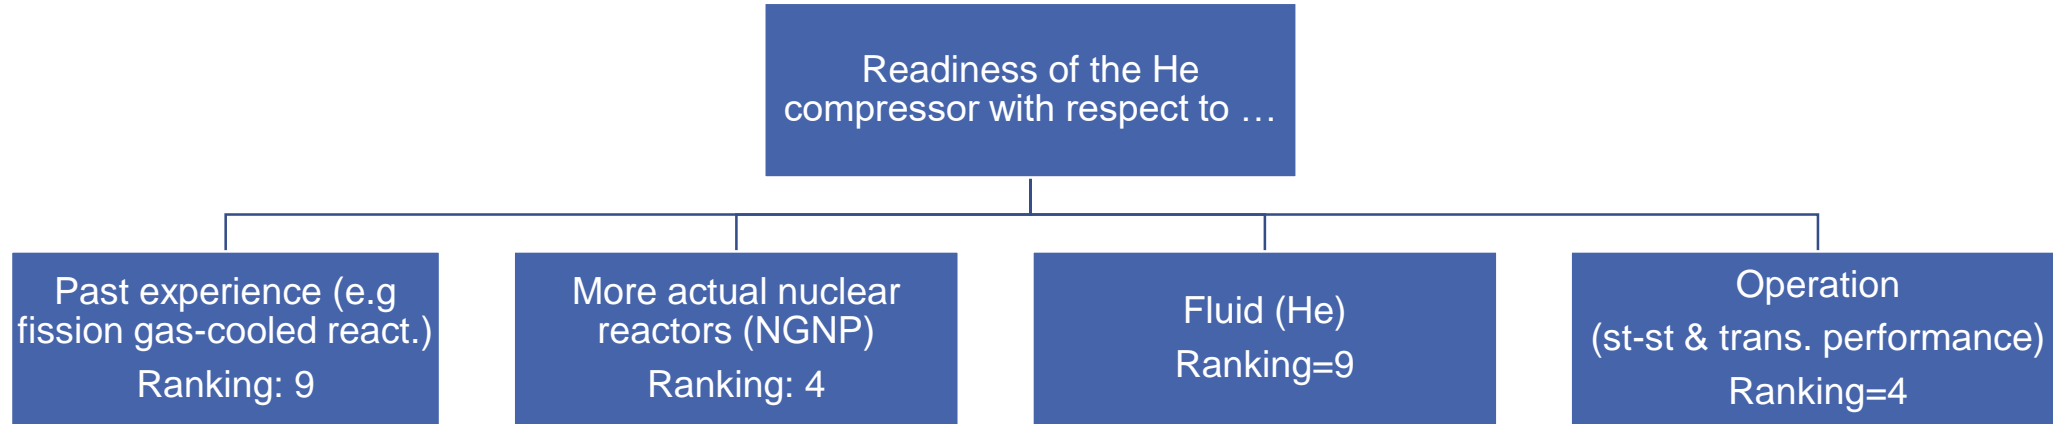 Readiness of the He
compressor with respect to …
Past experience (e.g
fission gas-cooled react.)
Ranking: 9
More actual nuclear
reactors (NGNP)
Ranking: 4
Fluid (He)
Ranking=9
Operation
(st-st & trans. performance)
Ranking=4